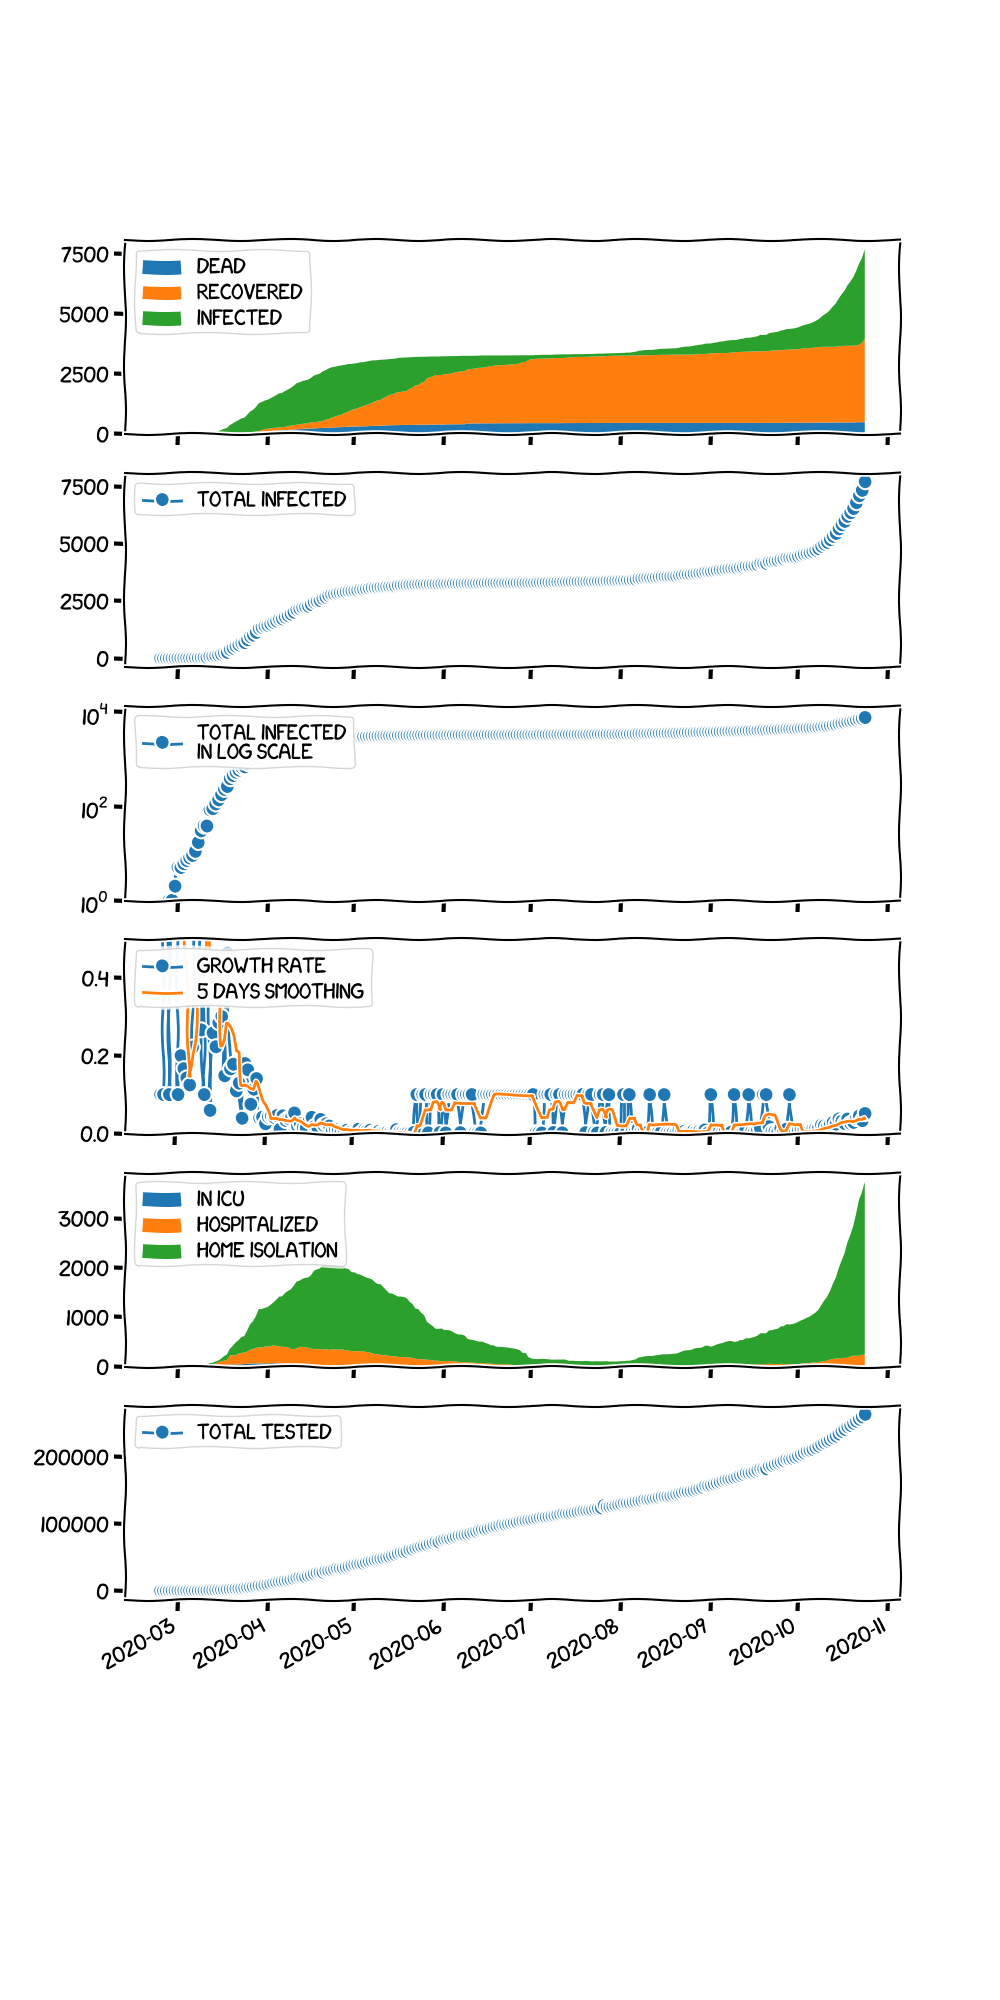 7500
5000
2500
0
DEAD
RECOVERED
INFECTED
7500
5000
2500
0
TOTAL INFECTED
10⁴
10²
10⁰
TOTAL INFECTED
IN LOG SCALE
0.4
0.2
0.0
GROWTH RATE
5 DAYS SMOOTHING
3000
2000
1000
0
IN ICU
HOSPITALIZED
HOME ISOLATION
200000
100000
0
TOTAL TESTED
2020-03
2020-04
2020-05
2020-06
2020-07
2020-08
2020-09
2020-10
2020-11